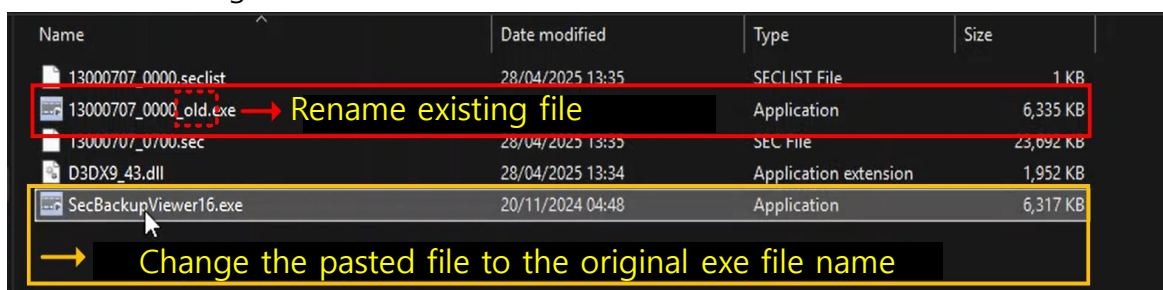 Name Date modified Type Size
13000707_0000.seclist 28/04/2025 13:35 SECLIST File 1 KB
13000707_0000_old.exe Rename existing file Application 6,335 KB
13000707_0700.sec 28/04/2025 13:35 SEC File 23,692 KB
D3DX9_43.dll 28/04/2025 13:34 Application extension 1,952 KB
SecBackupViewer16.exe 20/11/2024 04:48 Application 6,317 KB
Change the pasted file to the original exe file name